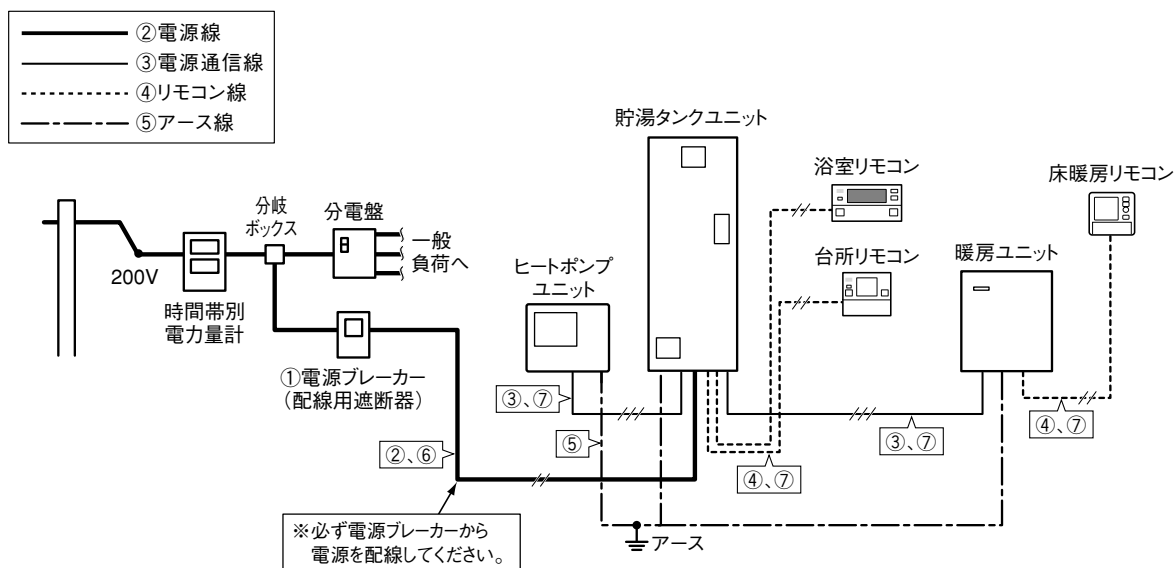 ②電源線
③電源通信線
④リモコン線
⑤アース線
貯湯タンクユニット
浴室リモコン
床暖房リモコン
分岐
ボックス
分電盤
一般
負荷へ
200V
時間帯別
電力量計
ヒートポンプ
ユニット
台所リモコン
暖房ユニット
①電源ブレーカー
(配線用遮断器)
③、⑦
②、⑥
⑤
④、⑦
③、⑦
④、⑦
※必ず電源ブレーカーから
電源を配線してください。
アース